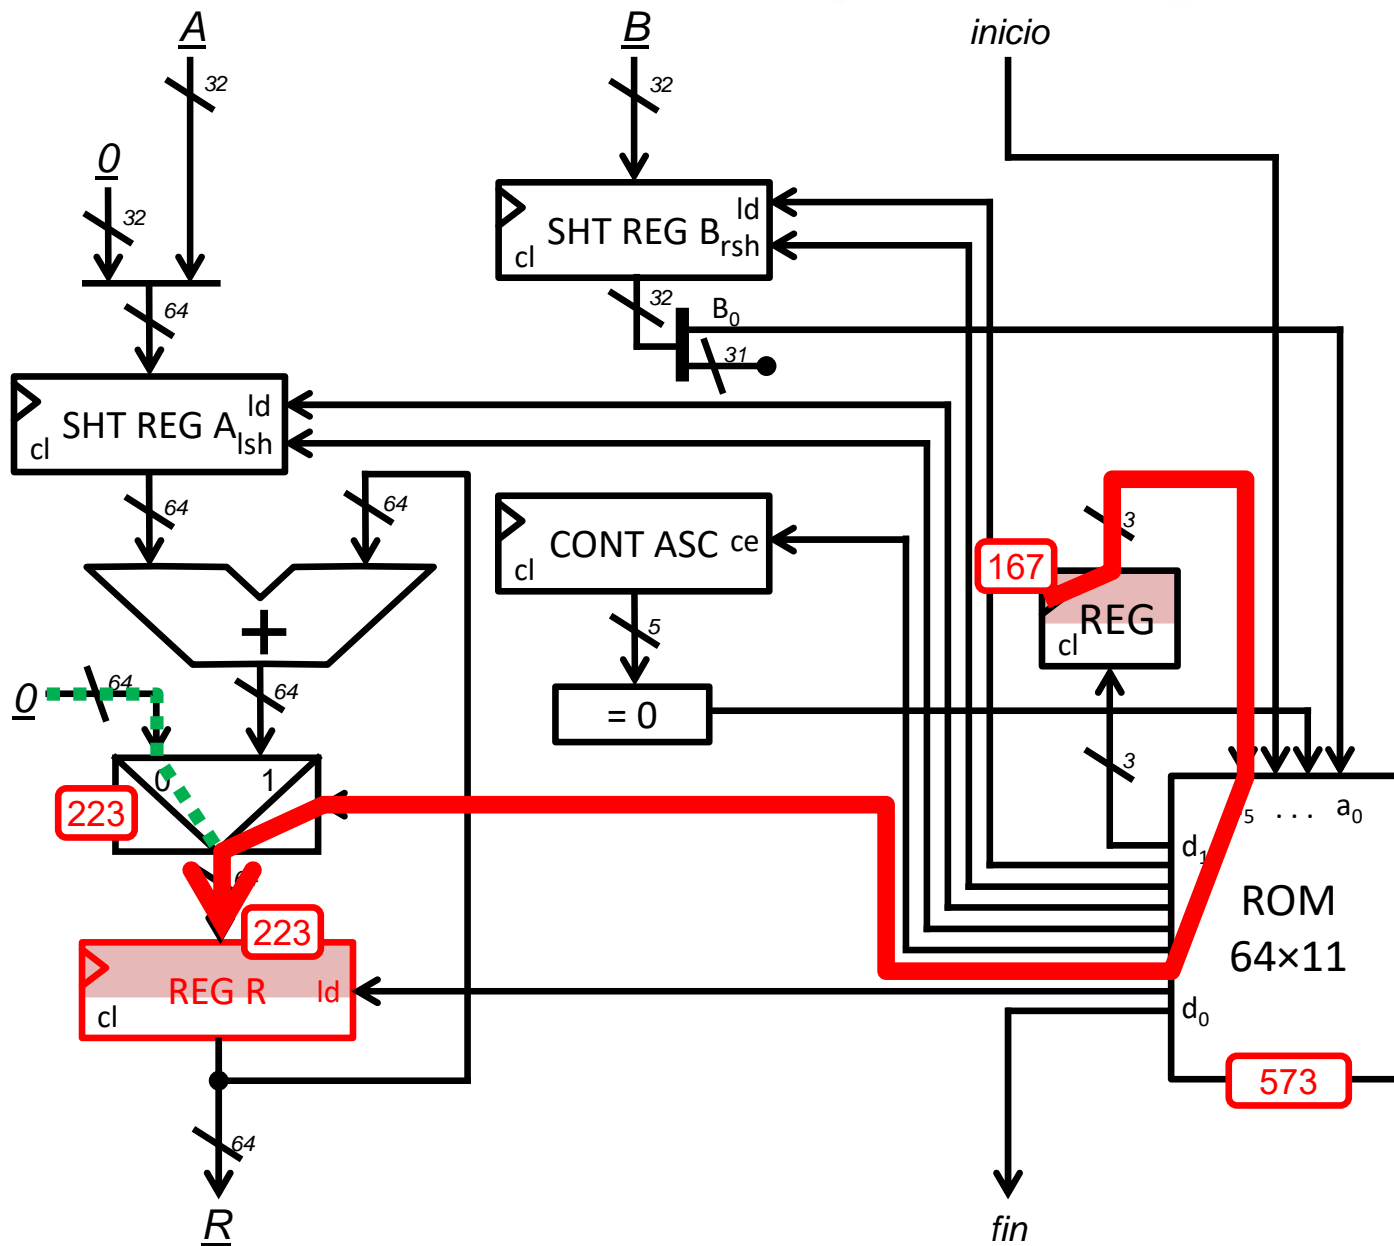 A
B
inicio
32
32
0
32
ld
SHT REG B
rsh
cl
64
32
B0
31
ld
SHT REG A
lsh
cl
64
64
3
CONT ASC
ce
cl
167
REG
cl
5
0
64
64
= 0
3
0
1
223
5
. . .
a0
d1
64
ROM
64×11
223
REG R
ld
cl
d0
573
64
R
fin